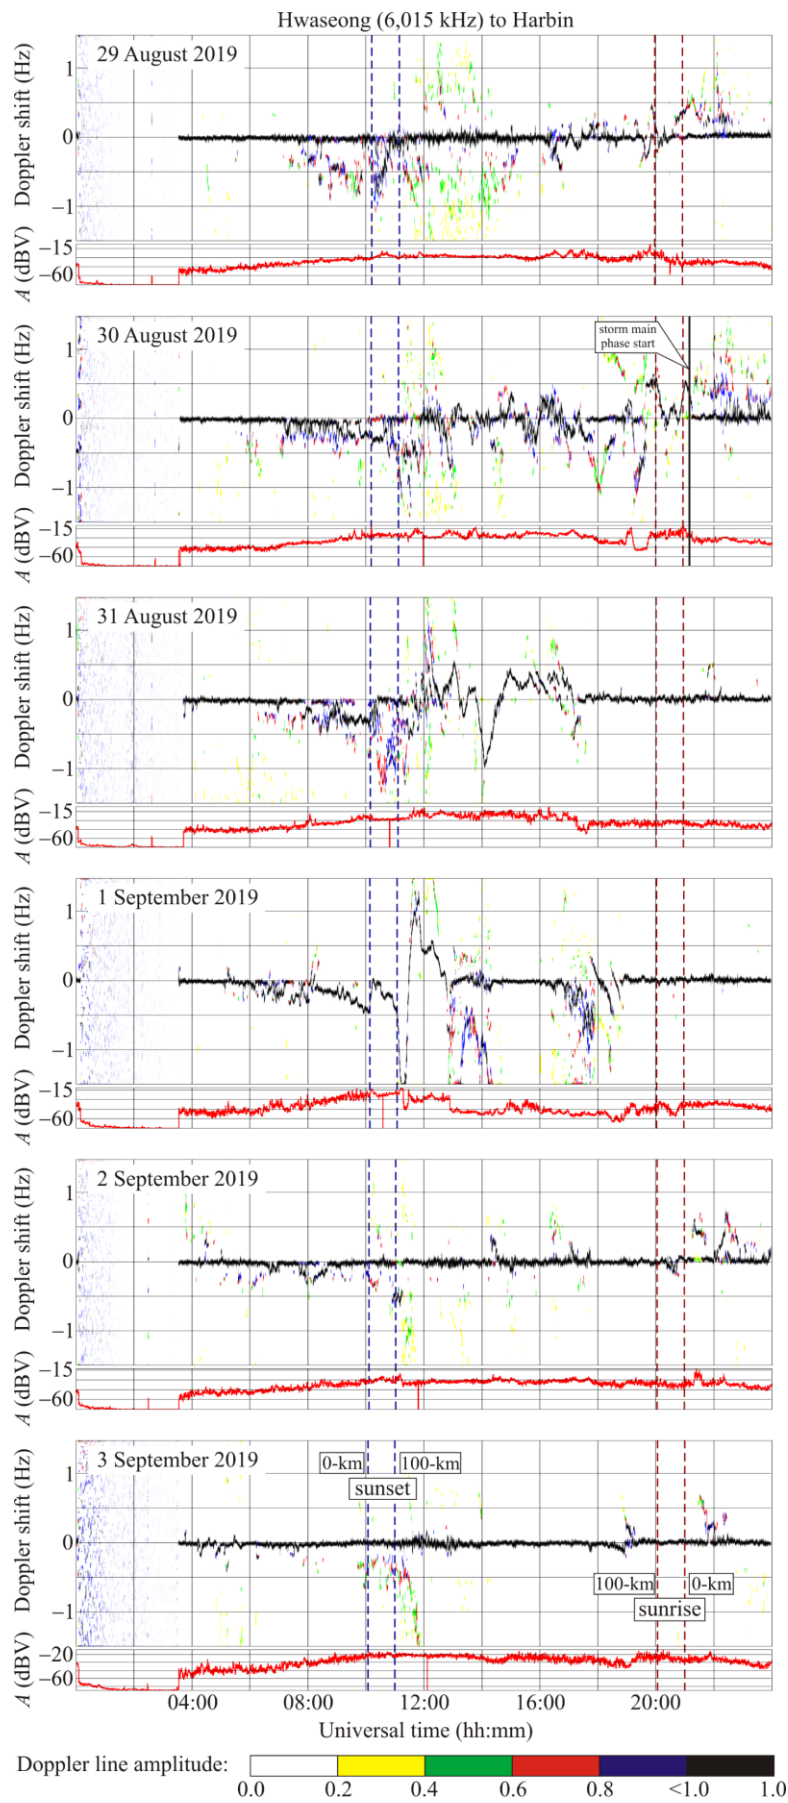 Hwaseong (6,015 kHz) to Harbin
29 August 2019
Doppler shift (Hz)
1
0
−1
A (dBV)
−15
−60
30 August 2019
storm main
phase start
Doppler shift (Hz)
1
0
−1
A (dBV)
−15
−60
31 August 2019
Doppler shift (Hz)
1
0
−1
A (dBV)
−15
−60
1 September 2019
Doppler shift (Hz)
1
0
−1
A (dBV)
−15
−60
2 September 2019
Doppler shift (Hz)
1
0
−1
A (dBV)
−15
−60
3 September 2019
0-km 100-km
sunset
Doppler shift (Hz)
1
0
−1
100-km 0-km
sunrise
A (dBV)
−20
−60
04:00 08:00 12:00 16:00 20:00
Universal time (hh:mm)
Doppler line amplitude:
0.0 0.2 0.4 0.6 0.8 <1.0 1.0